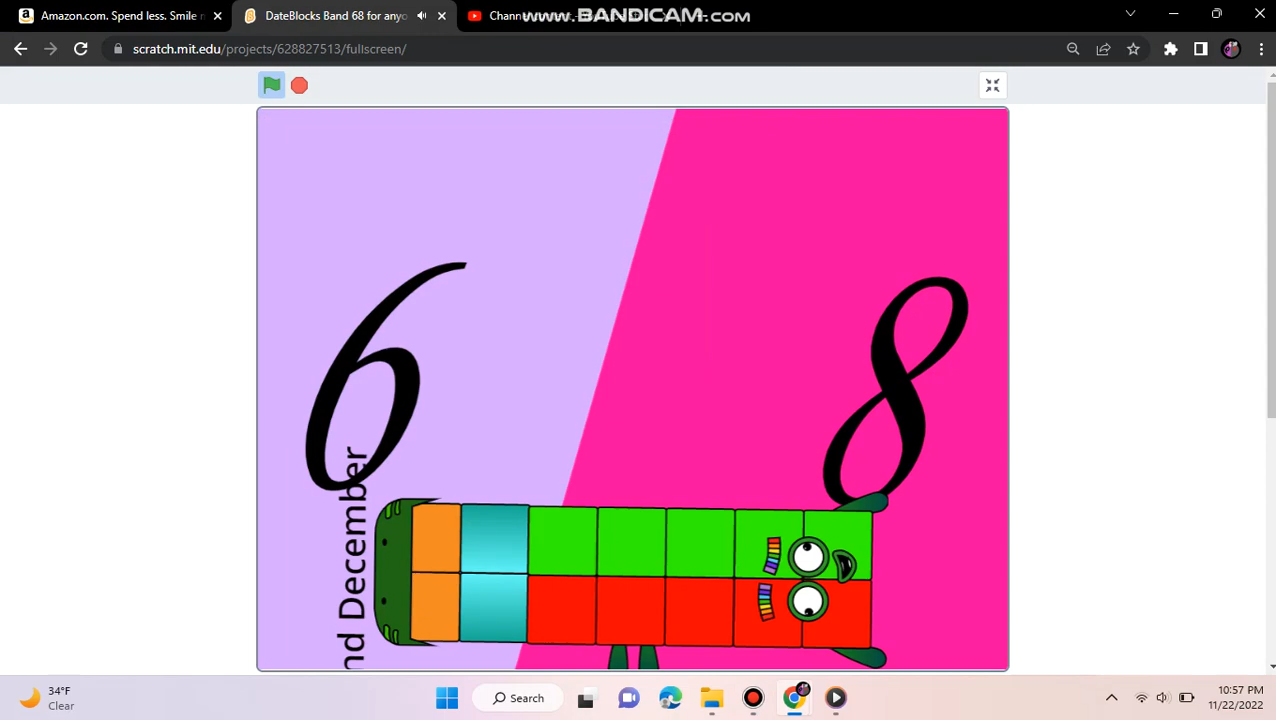 Amazon.com. Spend less. Smile m
DateBlocks Band 68 for anyo
Chann
WWW.BANDICAM.COM
scratch.mit.edu/projects/628827513/fullscreen/
6
8
nd December
34°F
Clear
Search
10:57 PM
11/22/2022